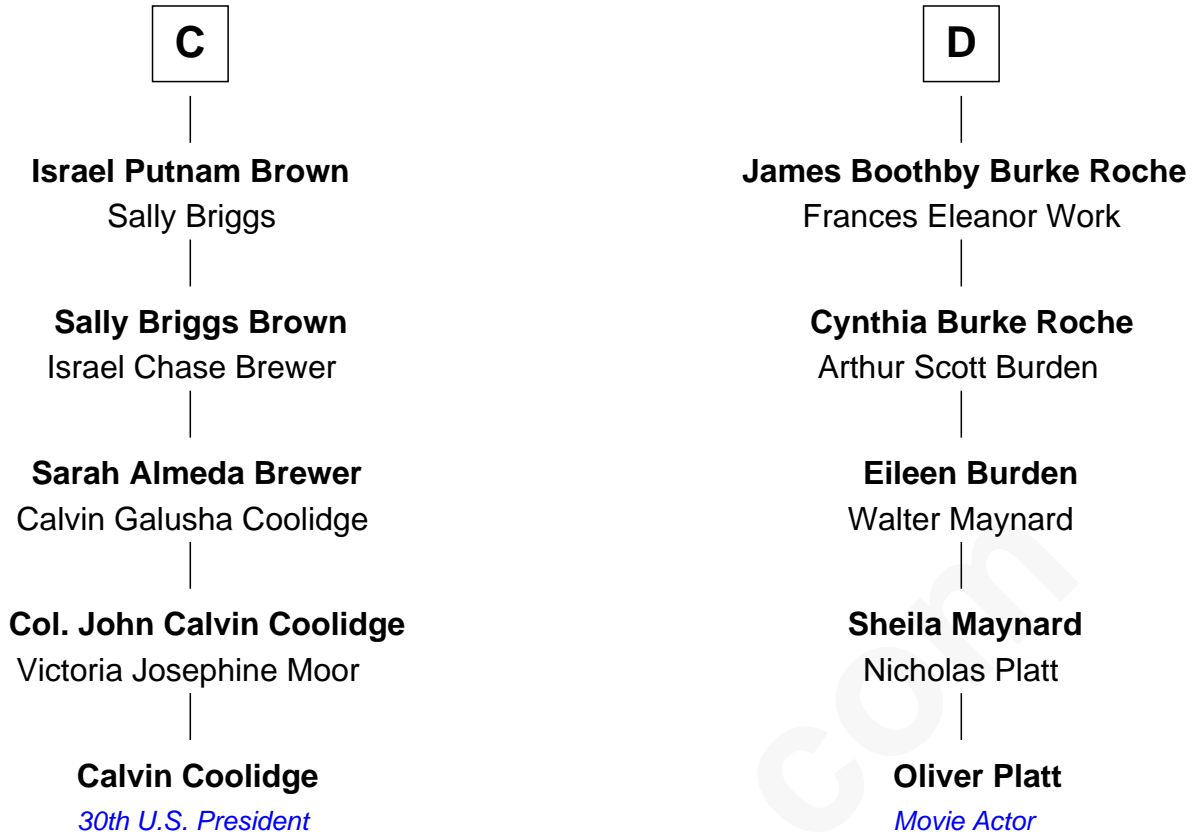 C
Israel Putnam Brown
Sally Briggs
Sally Briggs Brown
Israel Chase Brewer
Sarah Almeda Brewer
Calvin Galusha Coolidge
Col. John Calvin Coolidge
Victoria Josephine Moor
Calvin Coolidge
30th U.S. President
D
James Boothby Burke Roche
Frances Eleanor Work
Cynthia Burke Roche
Arthur Scott Burden
Eileen Burden
Walter Maynard
Sheila Maynard
Nicholas Platt
Oliver Platt
Movie Actor
com